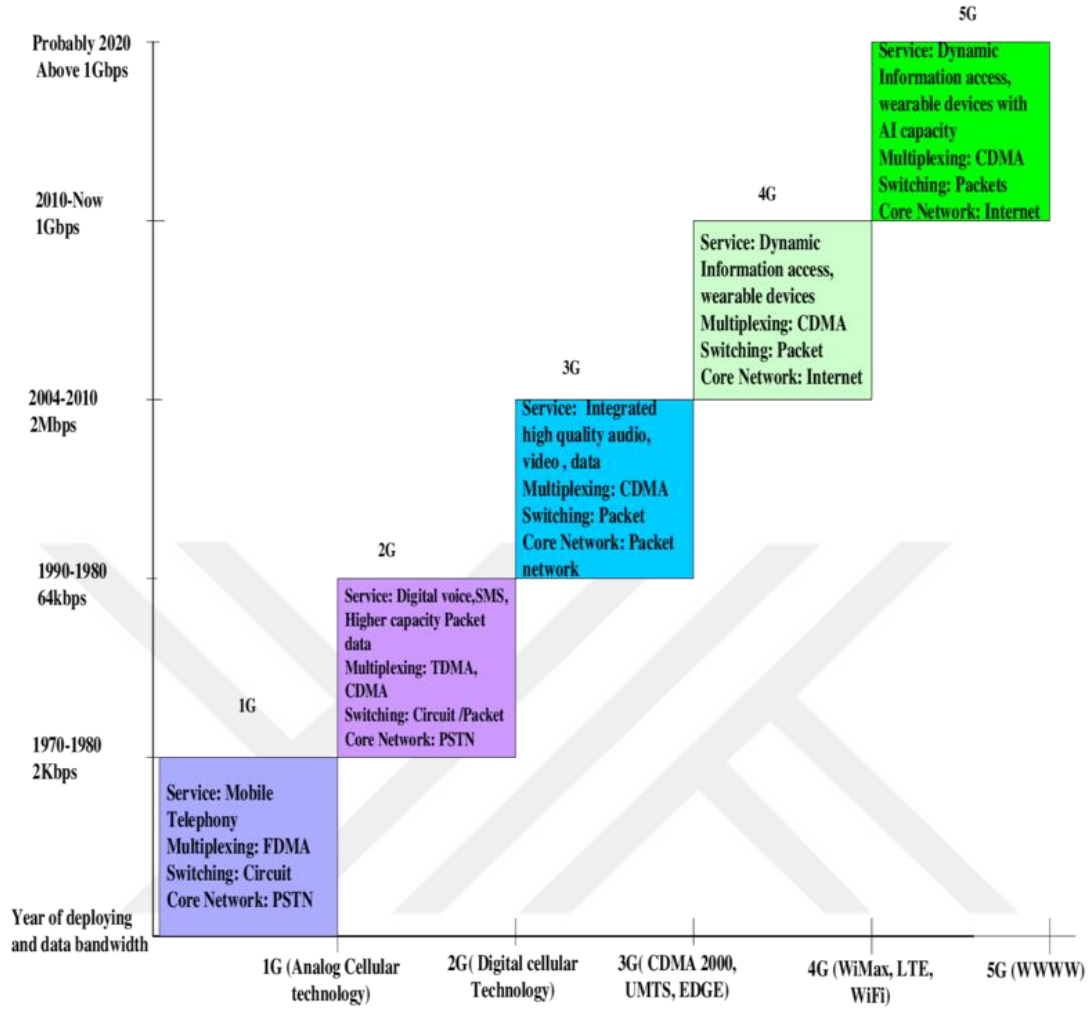 5G
Probably 2020
Above 1Gbps
Service: Dynamic
Information access,
wearable devices with
AI capacity
Multiplexing: CDMA
Switching: Packets
Core Network: Internet
4G
2010-Now
1Gbps
Service: Dynamic
Information access,
wearable devices
Multiplexing: CDMA
Switching: Packet
Core Network: Internet
3G
2004-2010
2Mbps
Service: Integrated
high quality audio,
video , data
Multiplexing: CDMA
Switching: Packet
Core Network: Packet
network
2G
1990-1980
64kbps
Service: Digital voice,SMS,
Higher capacity Packet
data
Multiplexing: TDMA,
CDMA
Switching: Circuit /Packet
Core Network: PSTN
1G
1970-1980
2Kbps
Service: Mobile
Telephony
Multiplexing: FDMA
Switching: Circuit
Core Network: PSTN
Year of deploying
and data bandwidth
1G (Analog Cellular
technology)
2G( Digital cellular
Technology)
3G( CDMA 2000,
UMTS, EDGE)
4G (WiMax, LTE,
WiFi)
5G (WWWW)